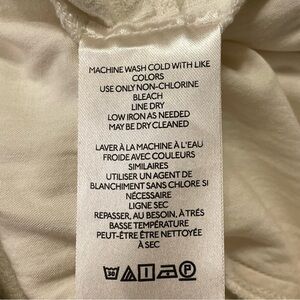 MACHINE WASH COLD WITH LIKE
COLORS
USE ONLY NON-CHLORINE
BLEACH
LINE DRY
LOW IRON AS NEEDED
MAY BE DRY CLEANED
LAVER À LA MACHINE À L'EAU
FROIDE AVEC COULEURS
SIMILAIRES
UTILISER UN AGENT DE
BLANCHIMENT SANS CHLORE SI
NÉCESSAIRE
LIGNE SEC
REPASSER, AU BESOIN, À TRÈS
BASSE TEMPÉRATURE
PEUT-ÊTRE ÊTRE NETTOYÉE
À SEC